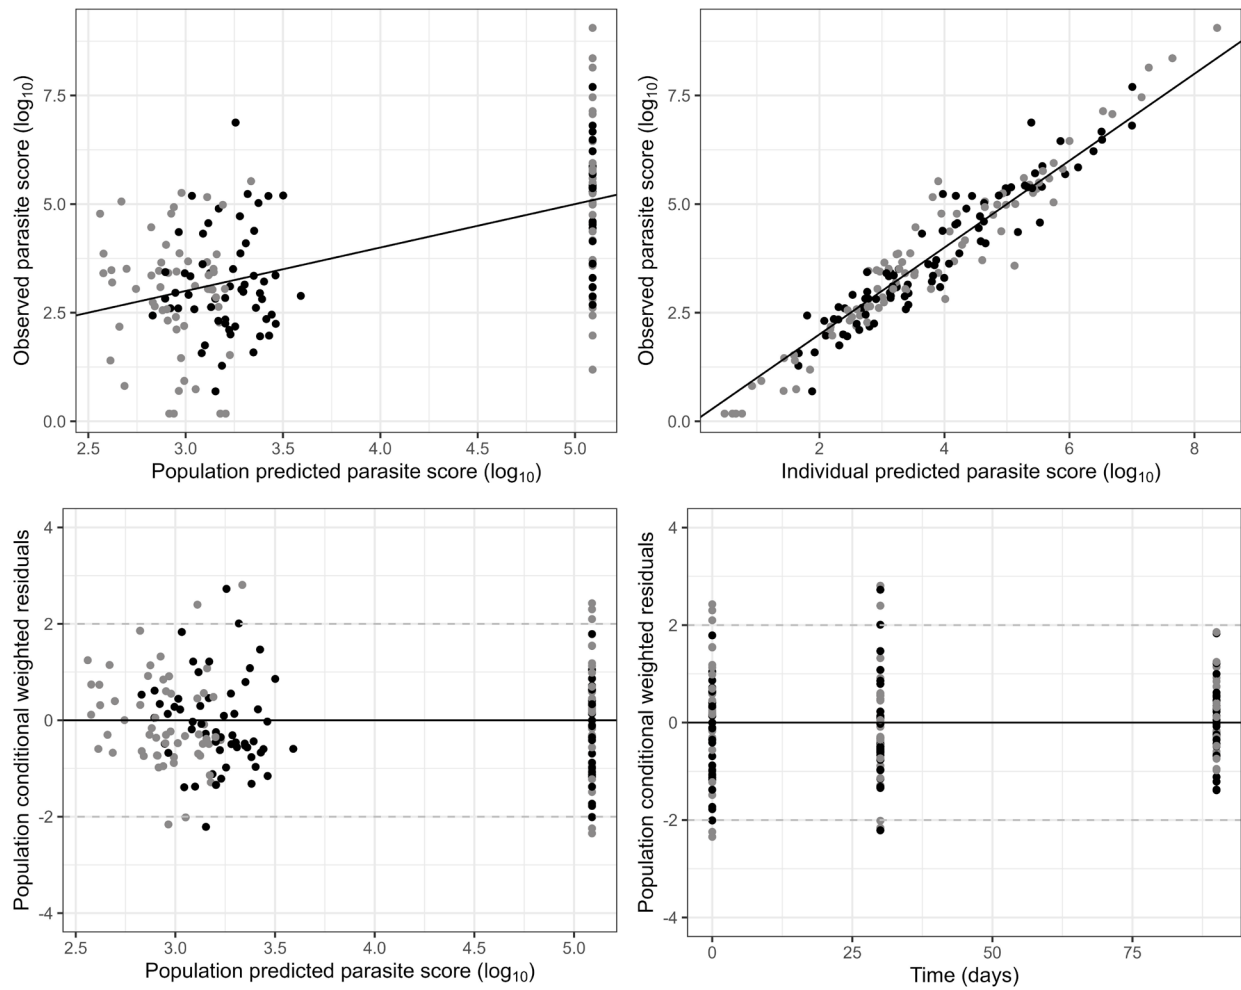 7.5
5.0
2.5
0.0
Observed parasite score (log₁₀)
2.5 3.0 3.5 4.0 4.5 5.0
Population predicted parasite score (log₁₀)
7.5
5.0
2.5
0.0
Observed parasite score (log₁₀)
2 4 6 8
Individual predicted parasite score (log₁₀)
4
2
0
-2
-4
Population conditional weighted residuals
2.5 3.0 3.5 4.0 4.5 5.0
Population predicted parasite score (log₁₀)
4
2
0
-2
-4
Population conditional weighted residuals
0 25 50 75
Time (days)